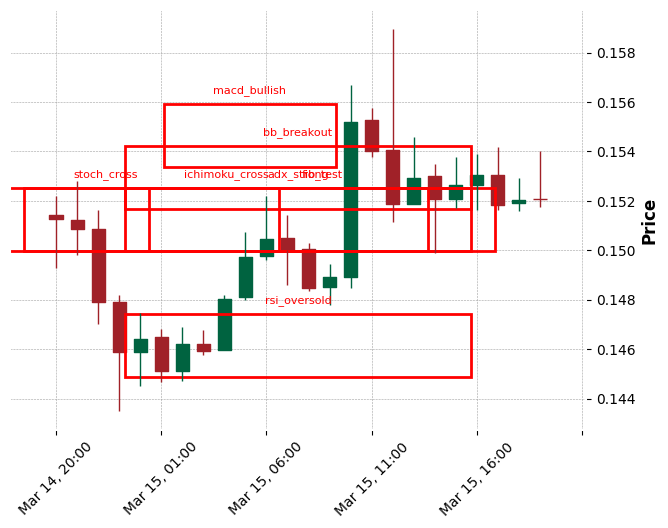 macd_bullish
bb_breakout
stoch_cross
ichimoku_cross
adx_strong
fib_test
rsi_oversold
0.158
0.156
0.154
0.152
0.150
0.148
0.146
0.144
Price
Mar 14, 20:00
Mar 15, 01:00
Mar 15, 06:00
Mar 15, 11:00
Mar 15, 16:00